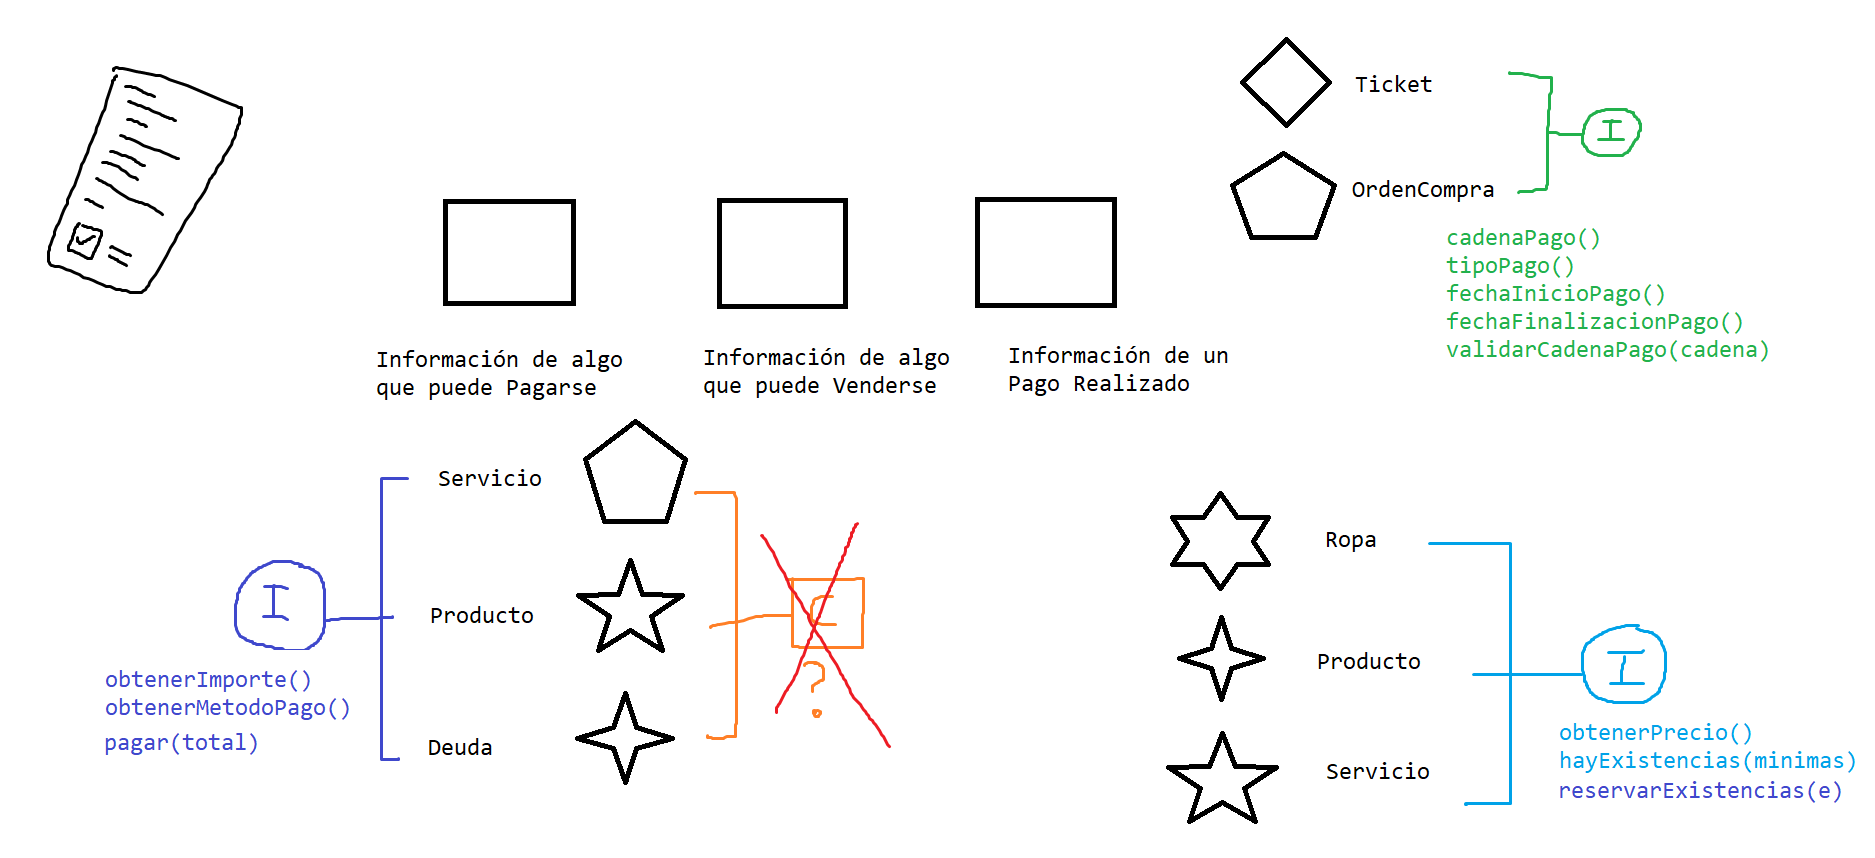 Ticket
I
OrdenCompra
cadenaPago()
tipoPago()
fechaInicioPago()
fechaFinalizacionPago()
validarCadenaPago(cadena)
Información de algo
que puede Pagarse
Información de algo
que puede Venderse
Información de un
Pago Realizado
Servicio
Producto
Deuda
I
obtenerImporte()
obtenerMetodoPago()
pagar(total)
C
?
Ropa
Producto
Servicio
I
obtenerPrecio()
hayExistencias(minimas)
reservarExistencias(e)